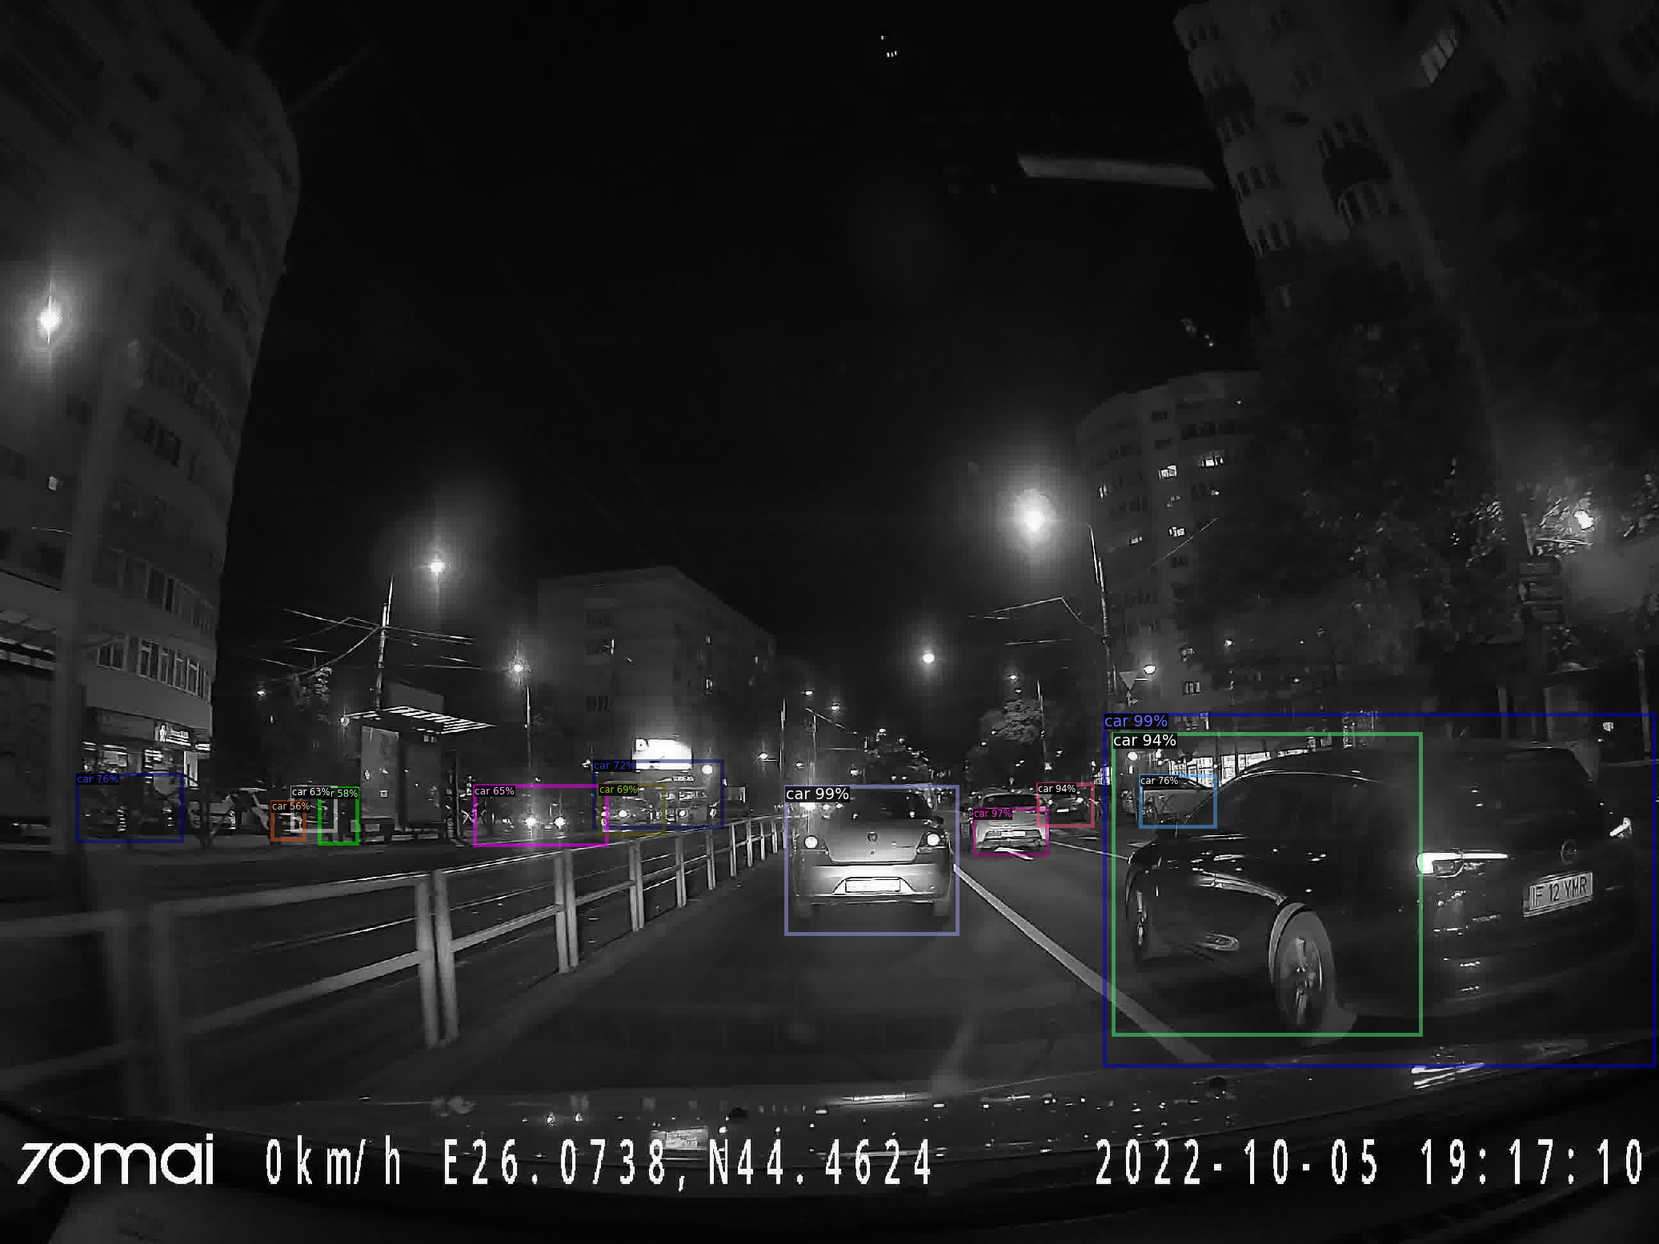 car 99%
car 94%
car 72%
car 76%
car 76%
car 65%
car 69%
car 94%
car 63%
r 58%
car 99%
car 56%
car 97%
IF 12 YMR
70mai 0km/h E26.0738,N44.4624 2022-10-05 19:17:10